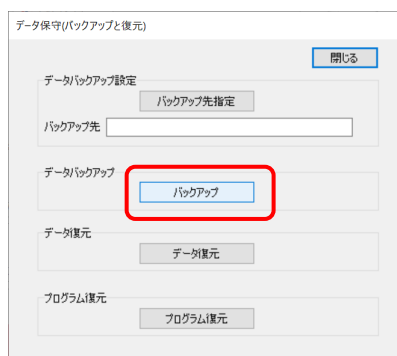 データ保守(バックアップと復元)
閉じる
データバックアップ設定
バックアップ先指定
バックアップ先
データバックアップ
バックアップ
データ復元
データ復元
プログラム復元
プログラム復元